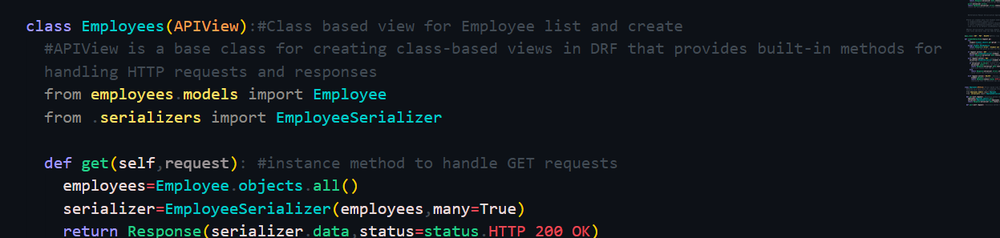 class Employees(APIView):#Class based view for Employee list and create
#APIView is a base class for creating class-based views in DRF that provides built-in methods for
handling HTTP requests and responses
from employees.models import Employee
from .serializers import EmployeeSerializer
def get(self,request): #instance method to handle GET requests
employees=Employee.objects.all()
serializer=EmployeeSerializer(employees,many=True)
return Response(serializer.data,status=status.HTTP_200_OK)